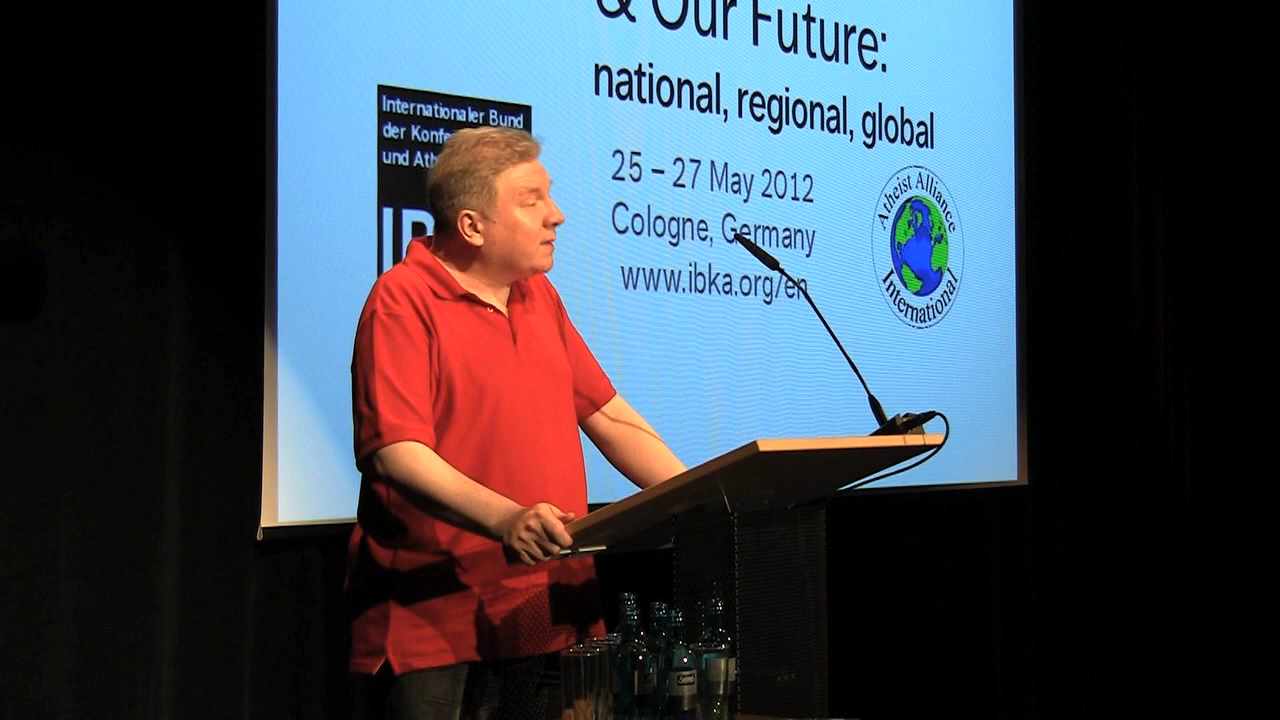 & Our Future:
national, regional, global
Internationaler Bund
der Konfe
und Ath
IB
25 – 27 May 2012
Cologne, Germany
www.ibka.org/en
Atheist Alliance
International